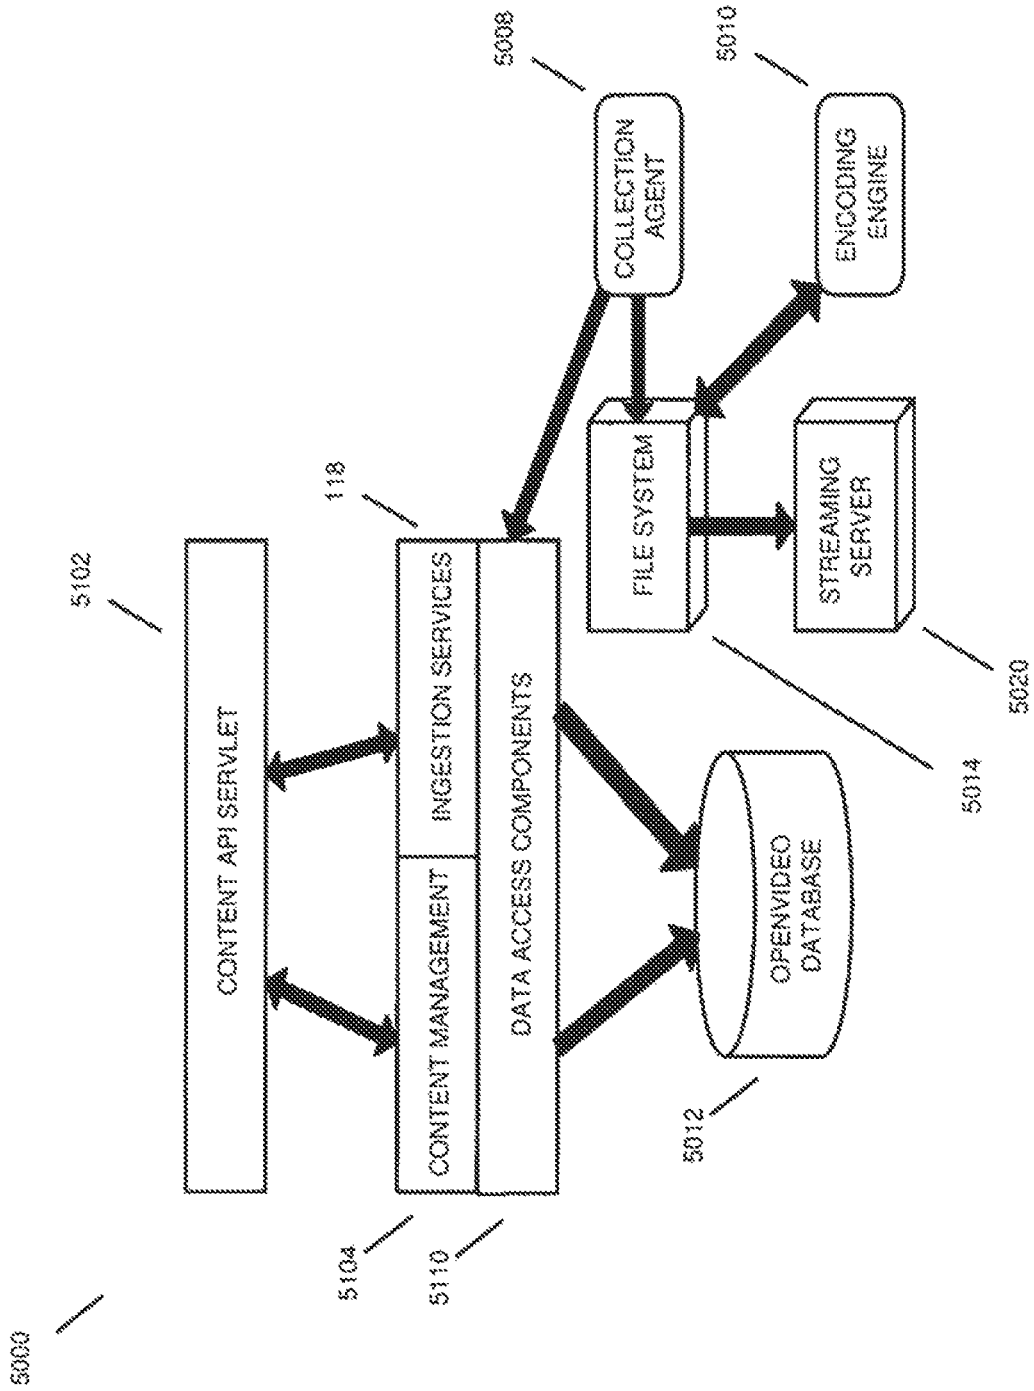 5000
5102
CONTENT API SERVLET
5104
CONTENT MANAGEMENT
INGESTION SERVICES
118
5110
DATA ACCESS COMPONENTS
5012
OPENVIDEO
DATABASE
5014
FILE SYSTEM
5008
COLLECTION
AGENT
5020
STREAMING
SERVER
5010
ENCODING
ENGINE